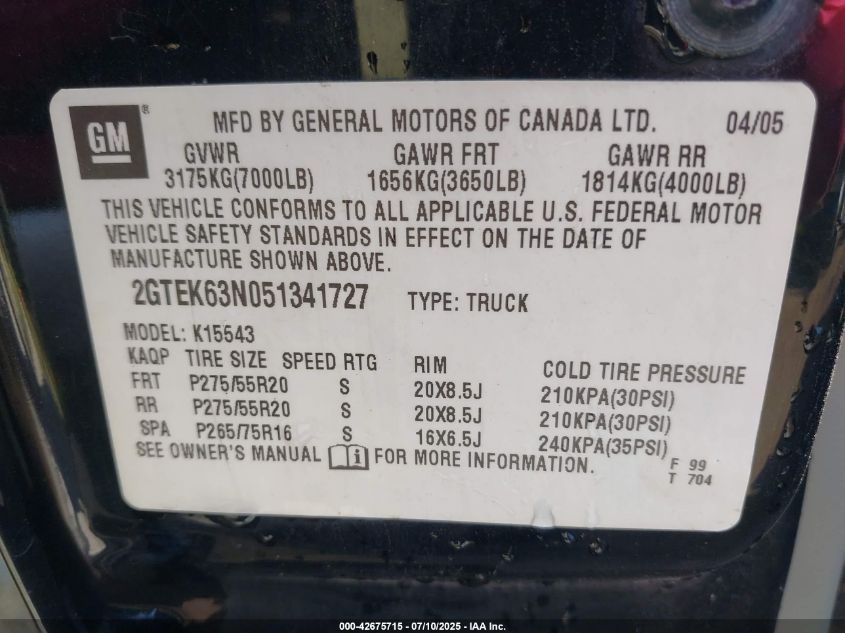 GM ® MFD BY GENERAL MOTORS OF CANADA LTD. 04/05
GVWR GAWR FRT GAWR RR
3175KG(7000LB) 1656KG(3650LB) 1814KG(4000LB)
THIS VEHICLE CONFORMS TO ALL APPLICABLE U.S. FEDERAL MOTOR
VEHICLE SAFETY STANDARDS IN EFFECT ON THE DATE OF
MANUFACTURE SHOWN ABOVE.
2GTEK63N051341727 TYPE: TRUCK
MODEL: K15543
KAQP TIRE SIZE SPEED RTG RIM COLD TIRE PRESSURE
FRT P275/55R20 S 20X8.5J 210KPA(30PSI)
RR P275/55R20 S 20X8.5J 210KPA(30PSI)
SPA P265/75R16 S 16X6.5J 240KPA(35PSI)
SEE OWNER'S MANUAL i FOR MORE INFORMATION.
F 99
T 704
000-42675715 - 07/10/2025 - IAA Inc.